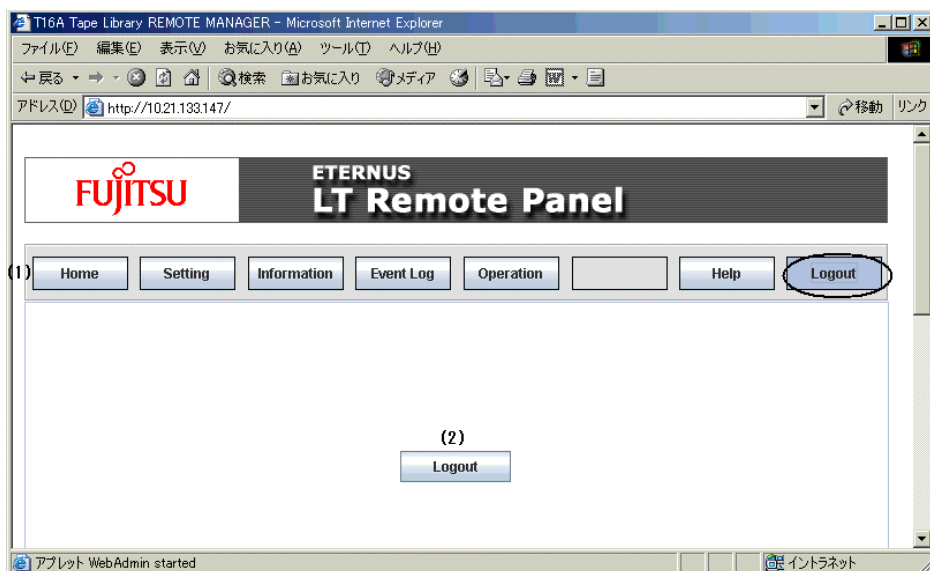 T16A Tape Library REMOTE MANAGER - Microsoft Internet Explorer
ファイル(F) 編集(E) 表示(V) お気に入り(A) ツール(T) ヘルプ(H)
戻る 検索 お気に入り メディア
アドレス(D) http://10.21.133.147/ 移動 リンク
FUJITSU
ETERNUS
LT Remote Panel
(1) Home Setting Information Event Log Operation Help Logout
(2)
Logout
アプレット WebAdmin started イントラネット